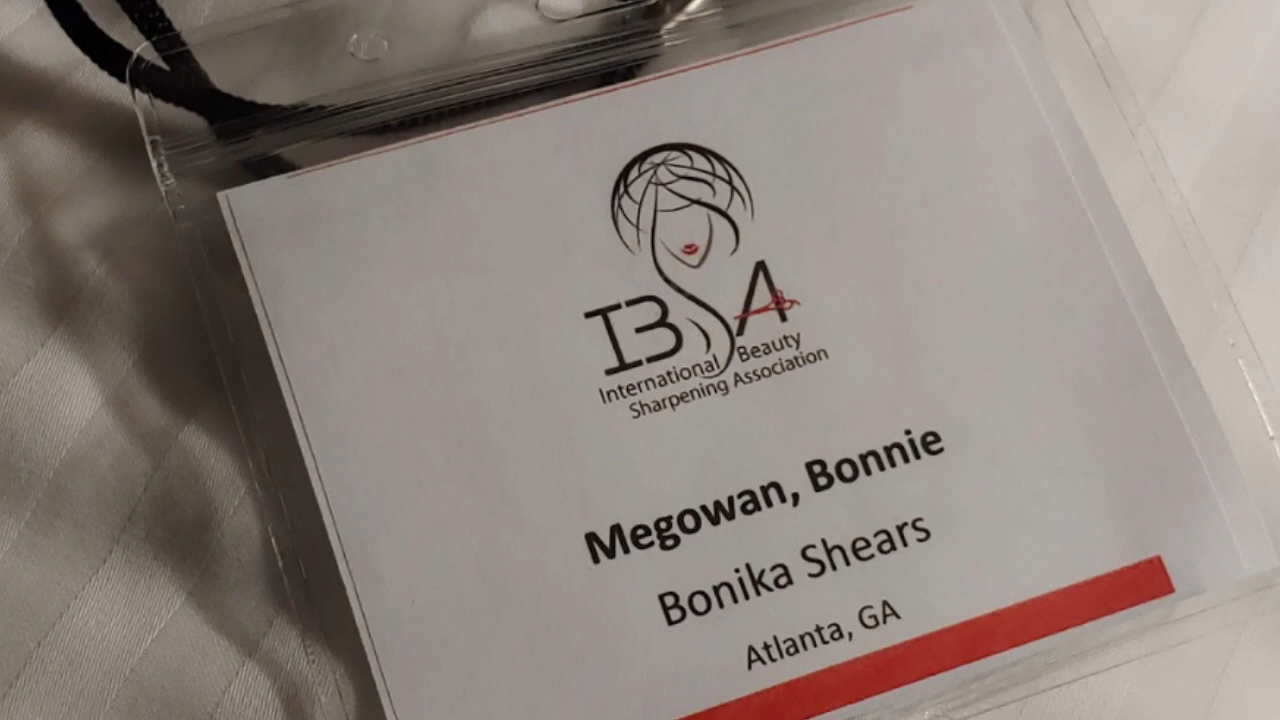 IBSA
International Beauty
Sharpening Association
Megowan, Bonnie
Bonika Shears
Atlanta, GA